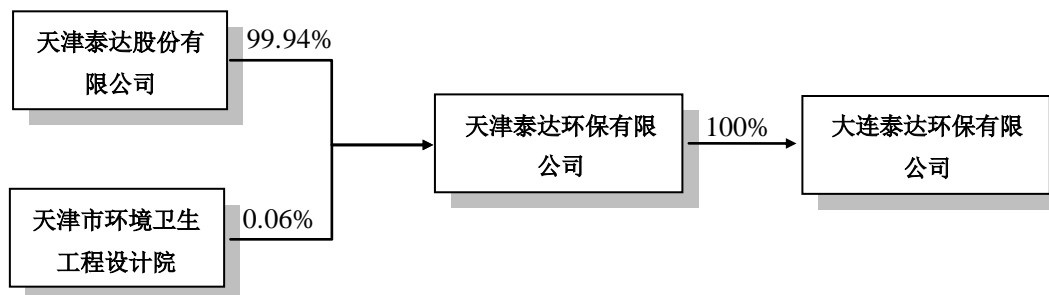 天津泰达股份有
限公司
99.94%
天津市环境卫生
工程设计院
0.06%
天津泰达环保有限
公司
100%
大连泰达环保有限
公司